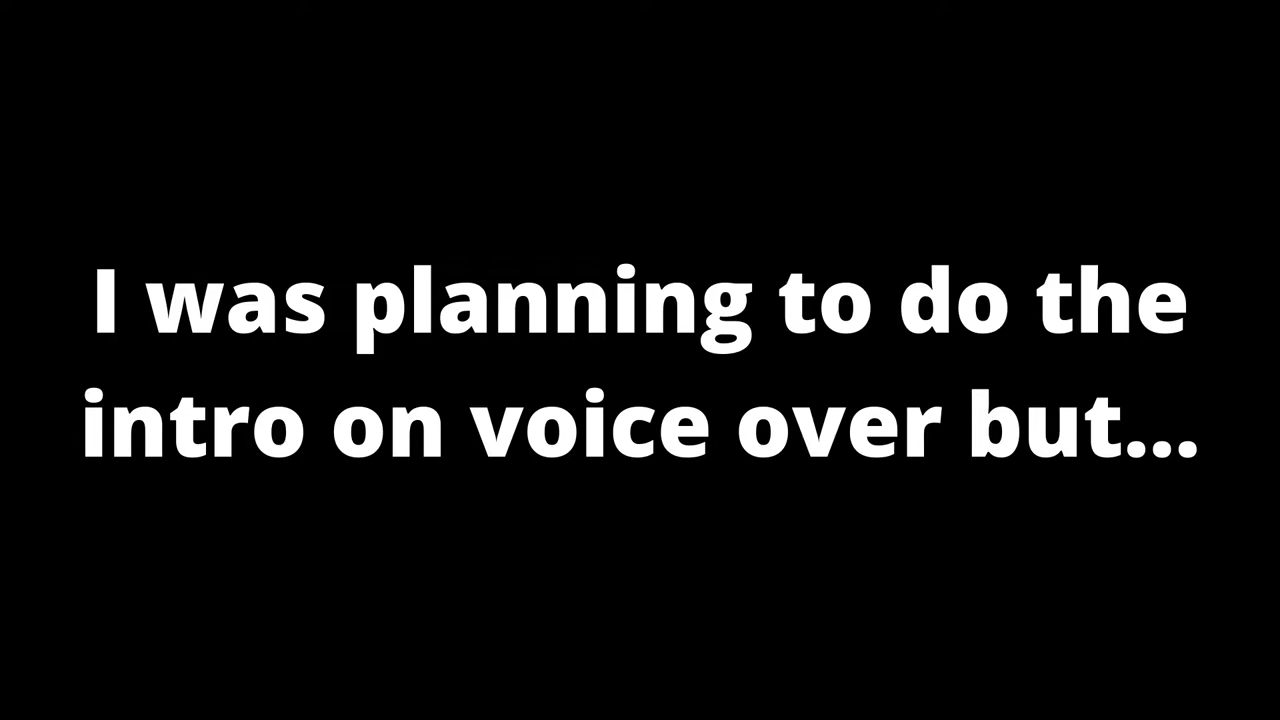 I was planning to do the
intro on voice over but...